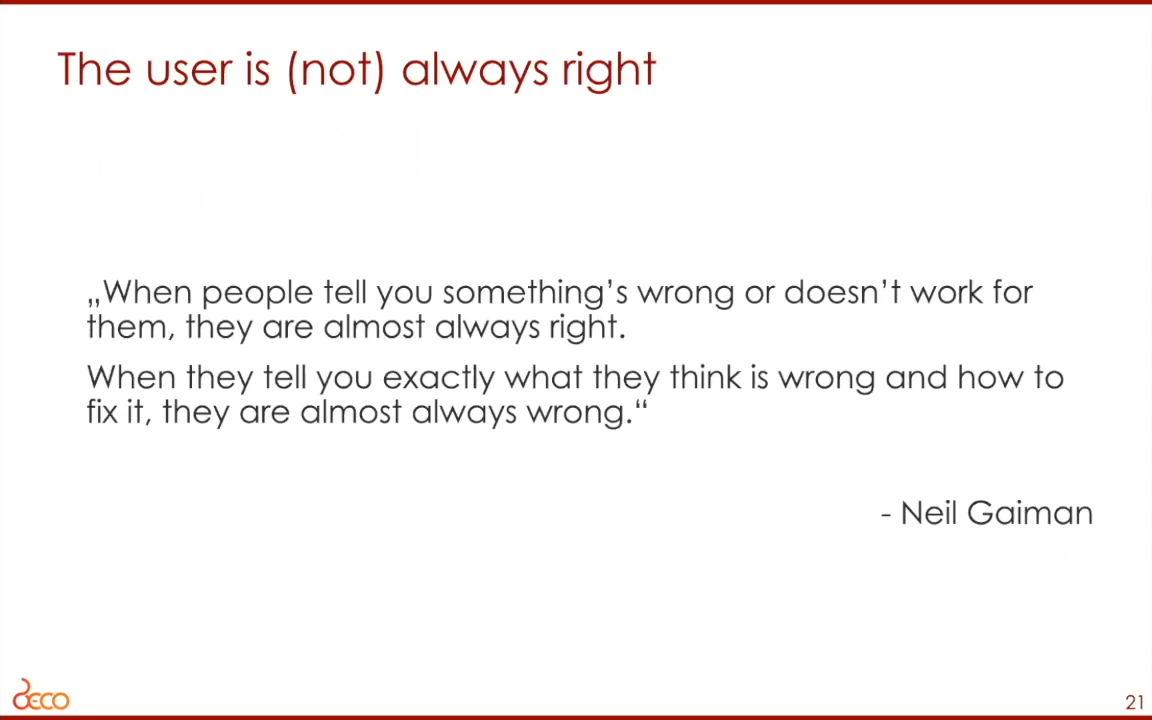 The user is (not) always right
„When people tell you something’s wrong or doesn’t work for
them, they are almost always right.
When they tell you exactly what they think is wrong and how to
fix it, they are almost always wrong.“
- Neil Gaiman
DECO
21